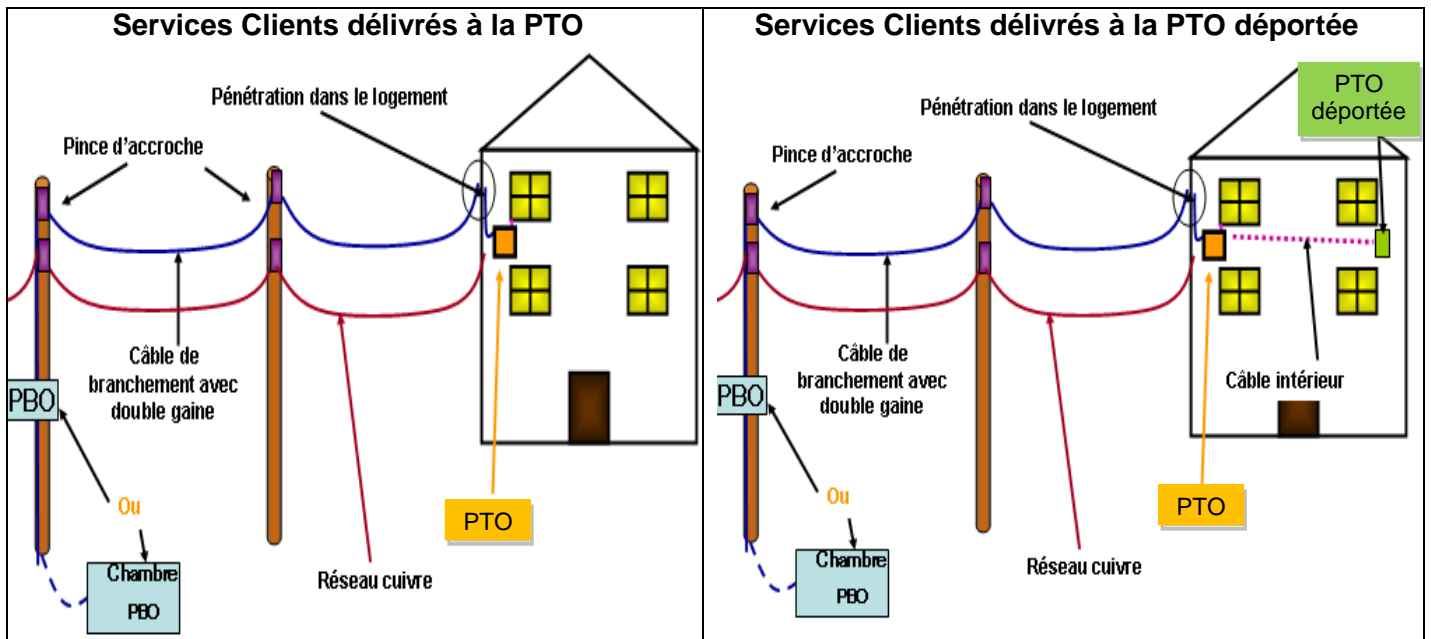 Services Clients délivrés à la PTO
Pénétration dans le logement
Pince d'accroche
Câble de
branchement avec
double gaine
PBO
Ou
PTO
Chambre
PBO
Réseau cuivre
Services Clients délivrés à la PTO déportée
PTO
déportée
Pénétration dans le logement
Pince d'accroche
Câble de
branchement avec
double gaine
Câble intérieur
PBO
Ou
PTO
Chambre
PBO
Réseau cuivre